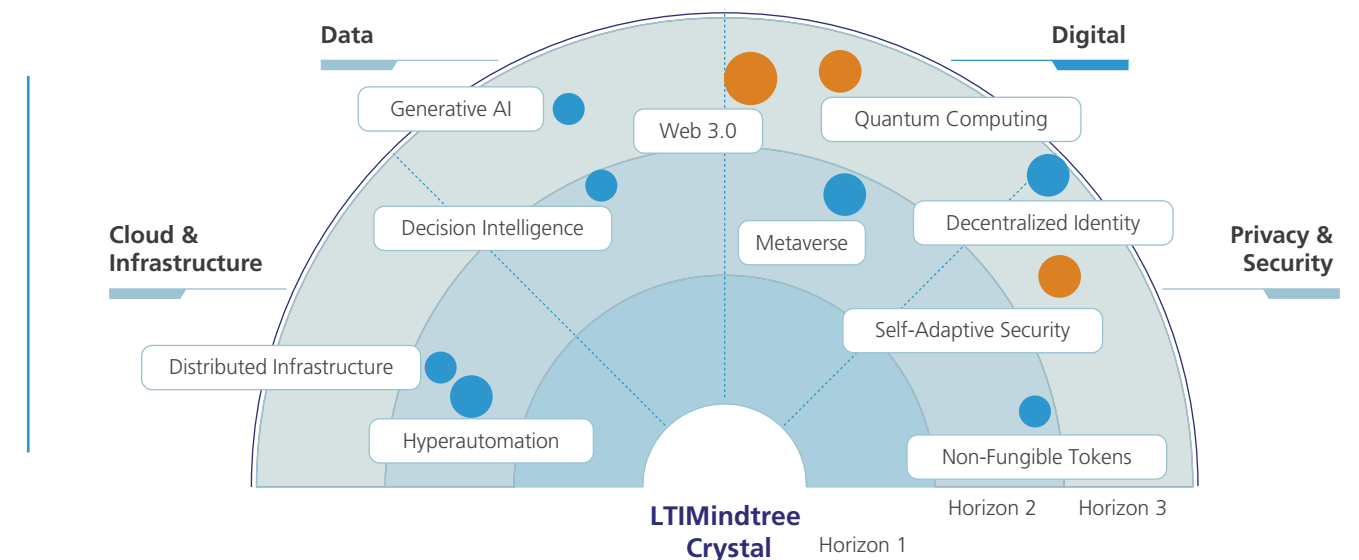 Data
Digital
Generative AI
Web 3.0
Quantum Computing
Decision Intelligence
Metaverse
Decentralized Identity
Cloud &
Infrastructure
Privacy &
Security
Self-Adaptive Security
Distributed Infrastructure
Hyperautomation
Non-Fungible Tokens
LTIMindtree
Crystal
Horizon 1
Horizon 2
Horizon 3